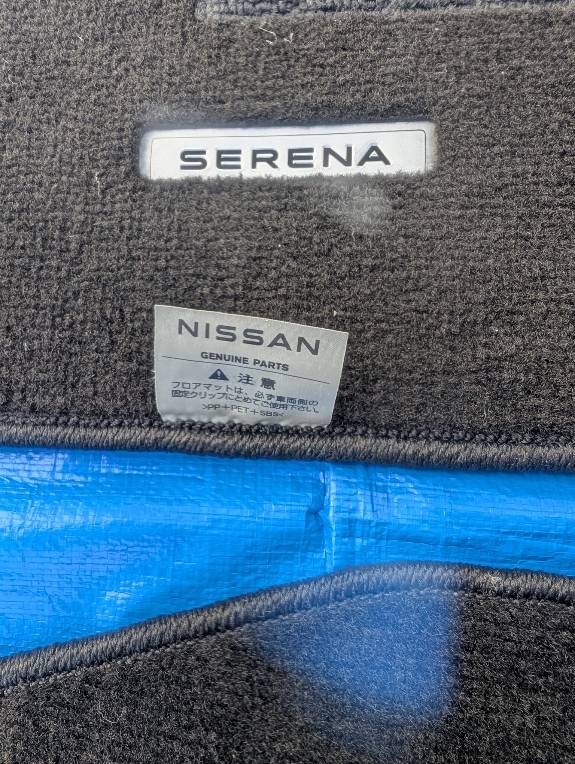 SERENA
NISSAN
GENUINE PARTS
⚠ 注意
フロアマットは、必ず車両側の
固定クリップにとめてご使用下さい。
>PP+PET+SBS<